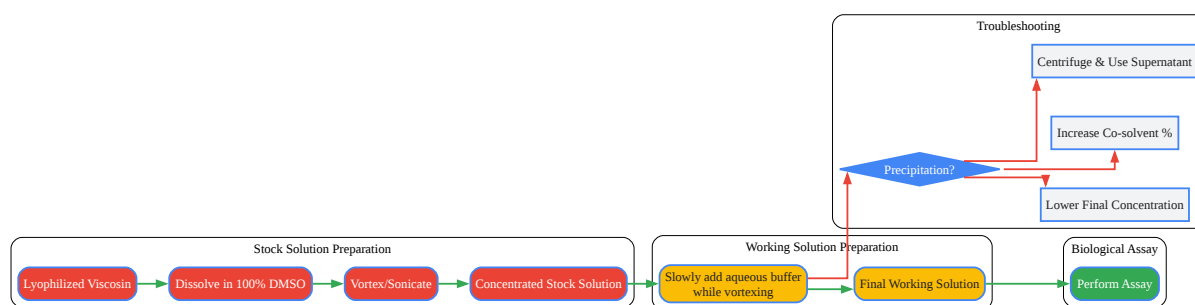 Troubleshooting
Centrifuge & Use Supernatant
Increase Co-solvent %
Precipitation?
Lower Final Concentration
Stock Solution Preparation
Lyophilized Viscosin
Dissolve in 100% DMSO
Vortex/Sonicate
Concentrated Stock Solution
Working Solution Preparation
Slowly add aqueous buffer
while vortexing
Final Working Solution
Biological Assay
Perform Assay